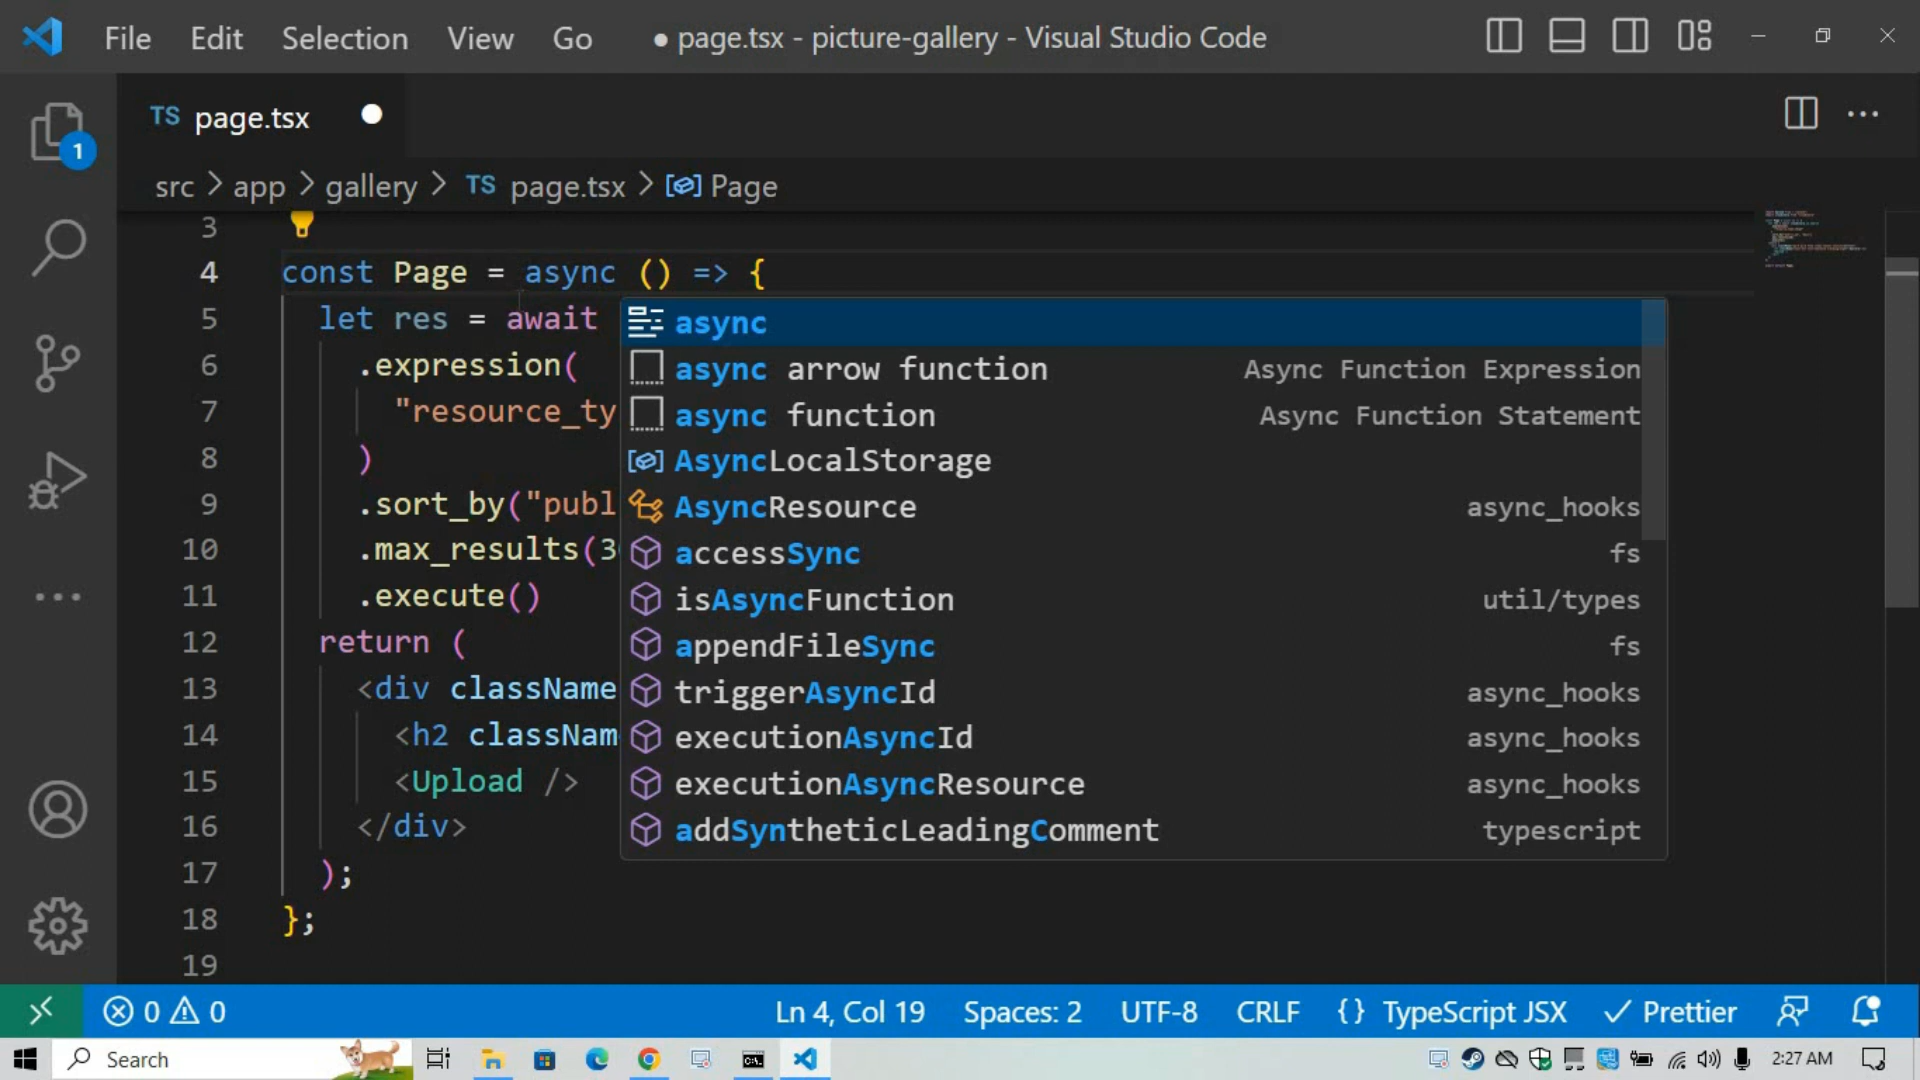 File Edit Selection View Go ● page.tsx - picture-gallery - Visual Studio Code
TS page.tsx
1
src > app > gallery > TS page.tsx > Page
3
4 const Page = async () => {
5 let res = await
6 .expression(
7 "resource_ty
8 )
9 .sort_by("publ
10 .max_results(30
11 .execute()
12 return (
13 <div className
14 <h2 classNam
15 <Upload />
16 </div>
17 );
18 };
19
async
async arrow function Async Function Expression
async function Async Function Statement
AsyncLocalStorage
AsyncResource async_hooks
accessSync fs
isAsyncFunction util/types
appendFileSync fs
triggerAsyncId async_hooks
executionAsyncId async_hooks
executionAsyncResource async_hooks
addSyntheticLeadingComment typescript
0 0 Ln 4, Col 19 Spaces: 2 UTF-8 CRLF {} TypeScript JSX Prettier
Search 2:27 AM